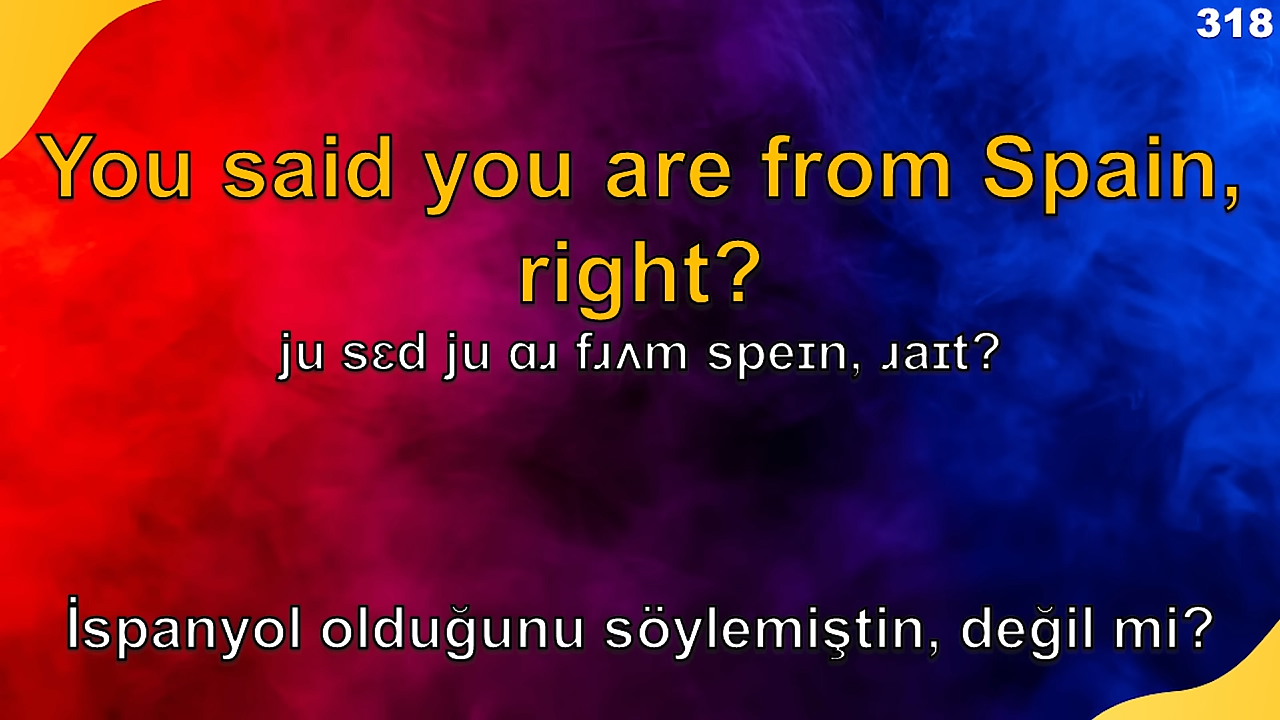 318
You said you are from Spain,
right?
ju sɛd ju ɑɹ fɹʌm speɪn, ɹaɪt?
İspanyol olduğunu söylemiştin, değil mi?